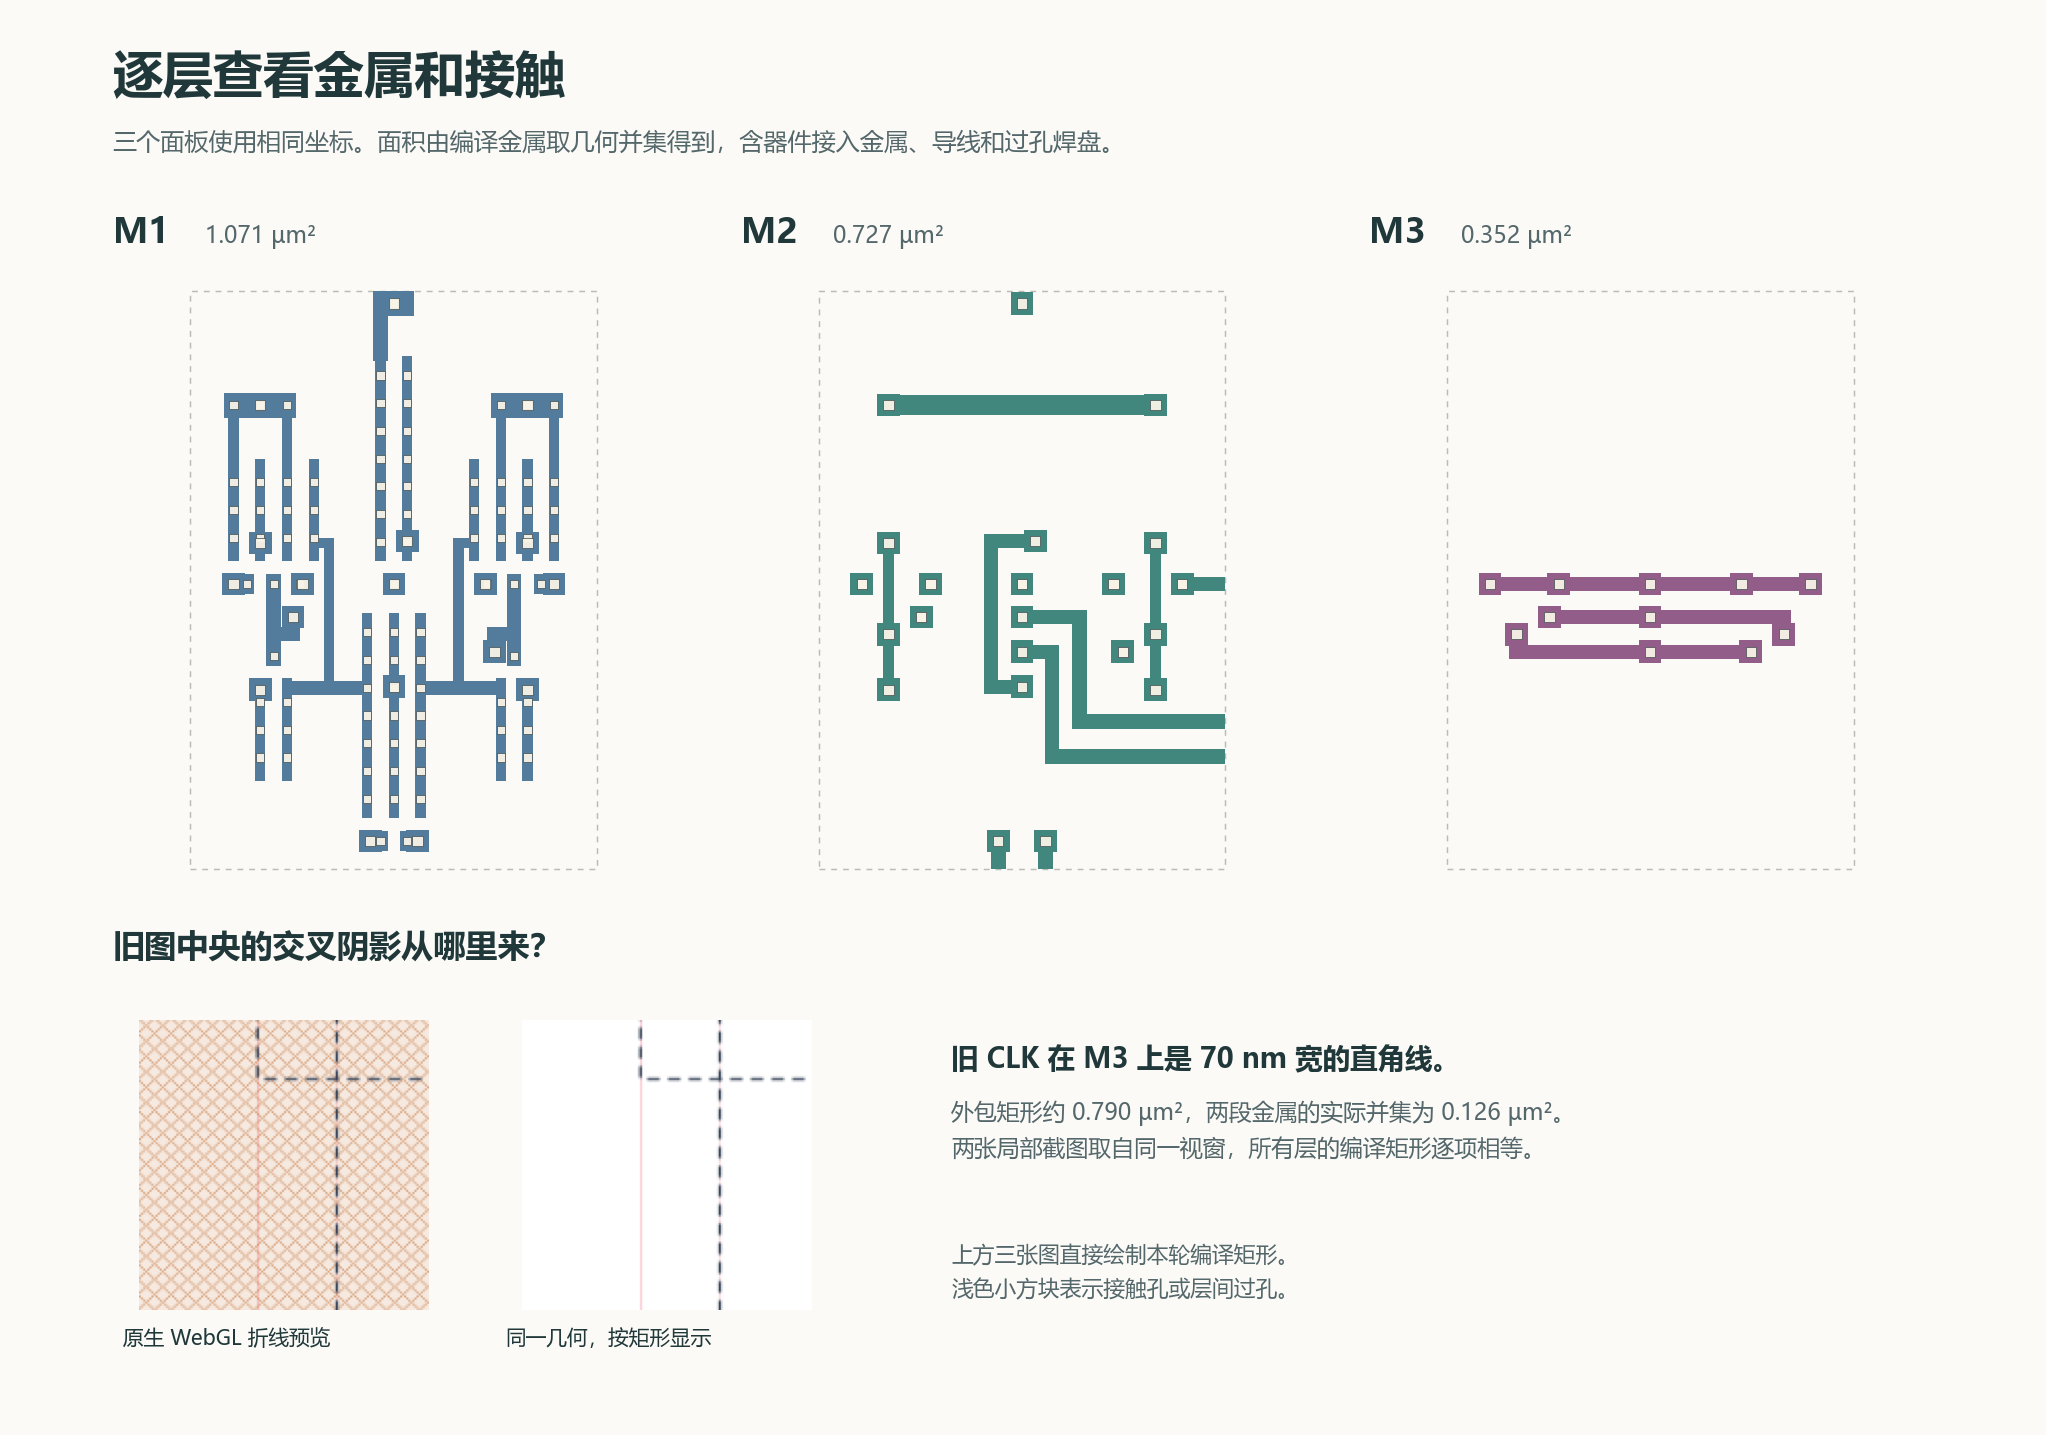 逐层查看金属和接触
三个面板使用相同坐标。面积由编译金属取几何并集得到，含器件接入金属、导线和过孔焊盘。
M1 1.071 μm²
M2 0.727 μm²
M3 0.352 μm²
旧图中央的交叉阴影从哪里来？
旧 CLK 在 M3 上是 70 nm 宽的直角线。
外包矩形约 0.790 μm²，两段金属的实际并集为 0.126 μm²。
两张局部截图取自同一视窗，所有层的编译矩形逐项相等。
上方三张图直接绘制本轮编译矩形。
浅色小方块表示接触孔或层间过孔。
原生 WebGL 折线预览
同一几何，按矩形显示